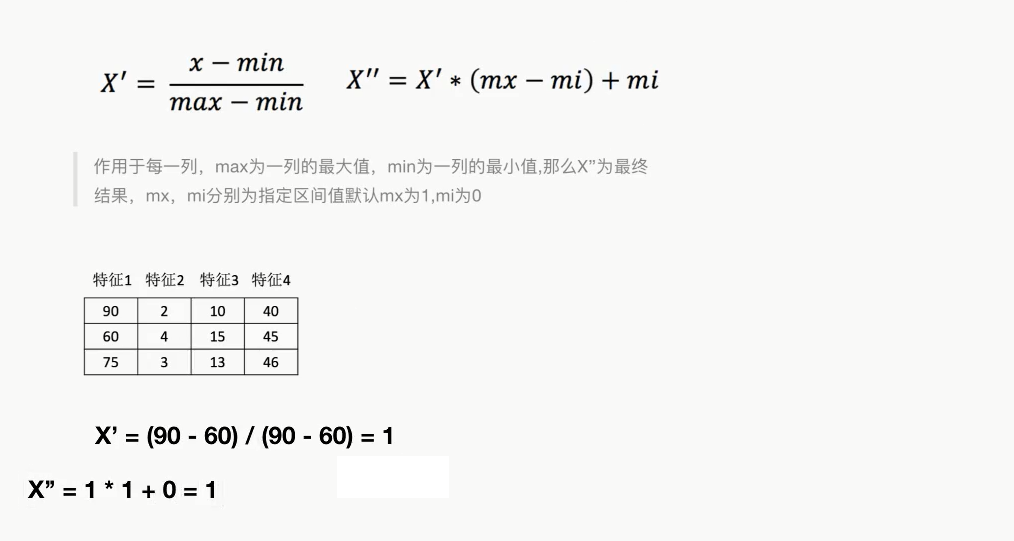 X′ = (x − min) / (max − min) X″ = X′ * (mx − mi) + mi
作用于每一列，max为一列的最大值，min为一列的最小值,那么X”为最终
结果，mx，mi分别为指定区间值默认mx为1,mi为0
特征1 特征2 特征3 特征4
90 2 10 40
60 4 15 45
75 3 13 46
X’ = (90 - 60) / (90 - 60) = 1
X” = 1 * 1 + 0 = 1